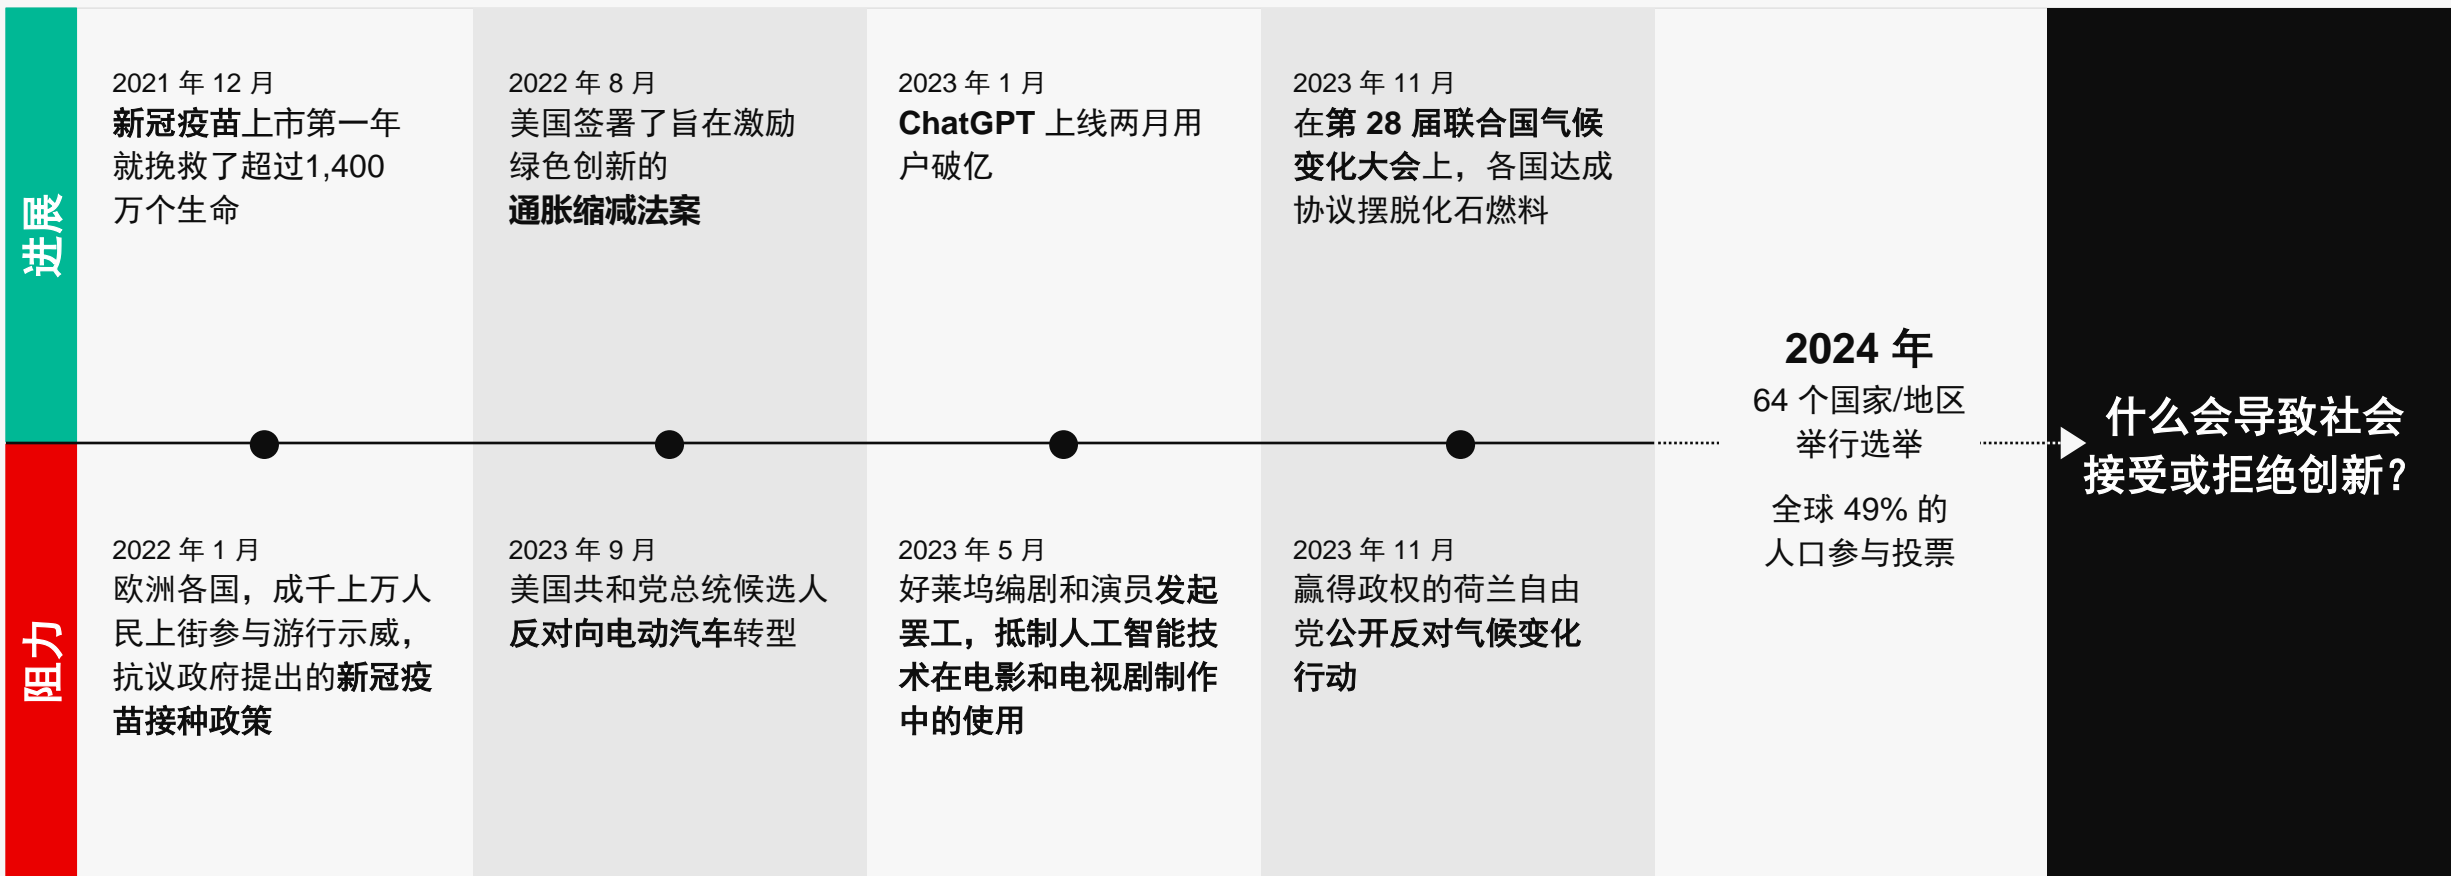 进展
2021 年 12 月
新冠疫苗上市第一年
就挽救了超过1,400
万个生命
2022 年 8 月
美国签署了旨在激励
绿色创新的
通胀缩减法案
2023 年 1 月
ChatGPT 上线两月用
户破亿
2023 年 11 月
在第 28 届联合国气候
变化大会上，各国达成
协议摆脱化石燃料
阻力
2022 年 1 月
欧洲各国，成千上万人
民上街参与游行示威，
抗议政府提出的新冠疫
苗接种政策
2023 年 9 月
美国共和党总统候选人
反对向电动汽车转型
2023 年 5 月
好莱坞编剧和演员发起
罢工，抵制人工智能技
术在电影和电视剧制作
中的使用
2023 年 11 月
赢得政权的荷兰自由
党公开反对气候变化
行动
2024 年
64 个国家/地区
举行选举
全球 49% 的
人口参与投票
什么会导致社会
接受或拒绝创新？